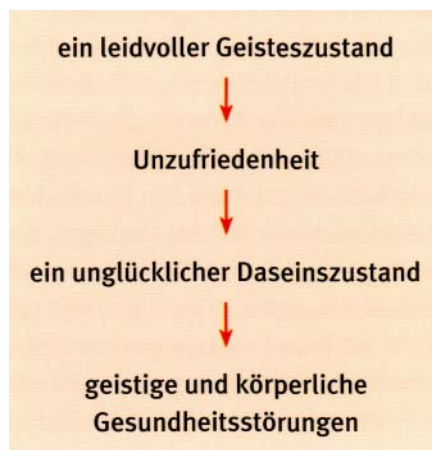 ein leidvoller Geisteszustand
Unzufriedenheit
ein unglücklicher Daseinszustand
geistige und körperliche
Gesundheitsstörungen